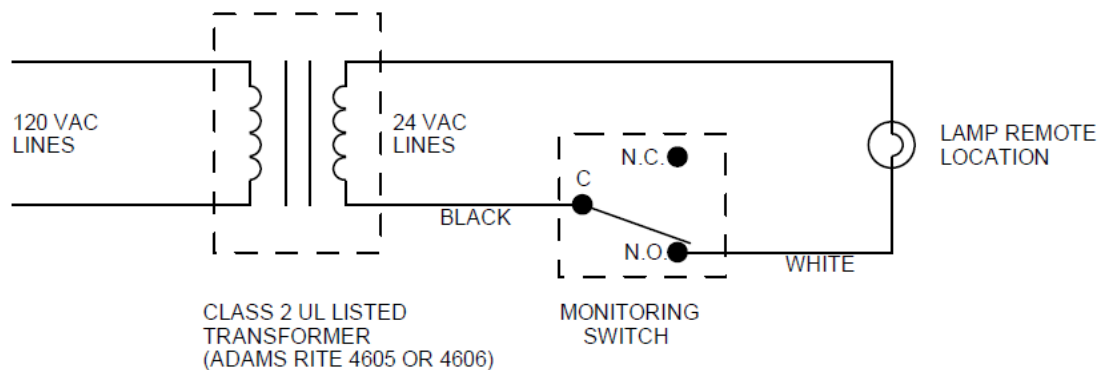 120 VAC
LINES
24 VAC
LINES
N.C.
C
N.O.
BLACK
WHITE
LAMP REMOTE
LOCATION
CLASS 2 UL LISTED
TRANSFORMER
(ADAMS RITE 4605 OR 4606)
MONITORING
SWITCH